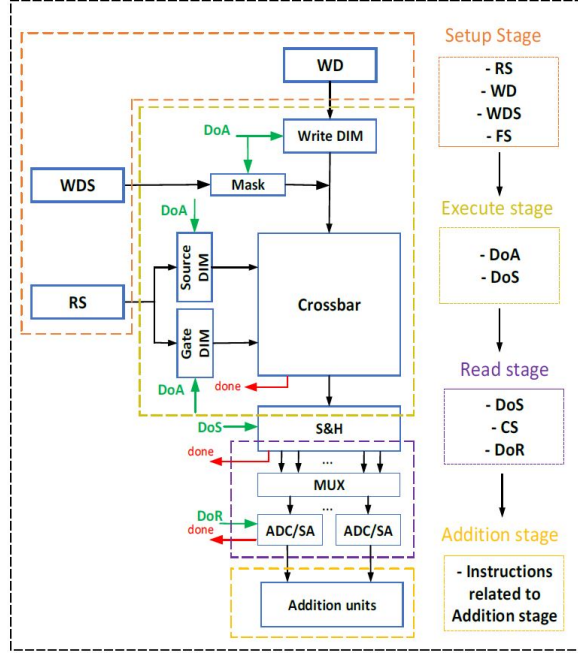 Setup Stage
WD
- RS
- WD
- WDS
- FS
DoA
Write DIM
WDS
Mask
DoA
Execute stage
Source
DIM
- DoA
- DoS
RS
Crossbar
Gate
DIM
DoA
done
Read stage
DoS
S&H
- DoS
- CS
- DoR
done
...
MUX
...
DoR
done
ADC/SA
ADC/SA
Addition stage
Addition units
- Instructions
related to
Addition stage